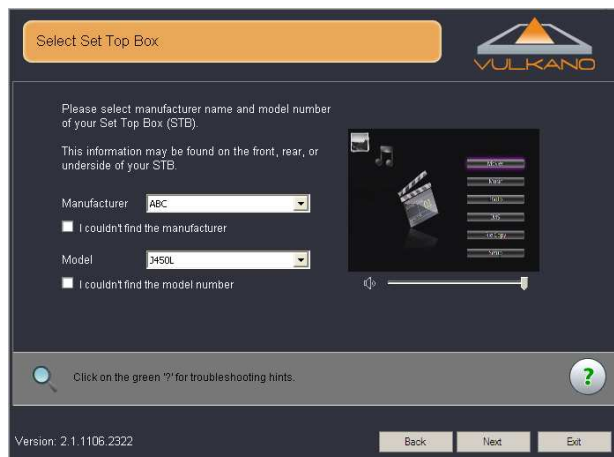 Select Set Top Box
VULKANO
Please select manufacturer name and model number
of your Set Top Box (STB).
This information may be found on the front, rear, or
underside of your STB.
Manufacturer ABC
I couldn't find the manufacturer
Model J450L
I couldn't find the model number
Click on the green '?' for troubleshooting hints.
?
Version: 2.1.1106.2322
Back Next Exit